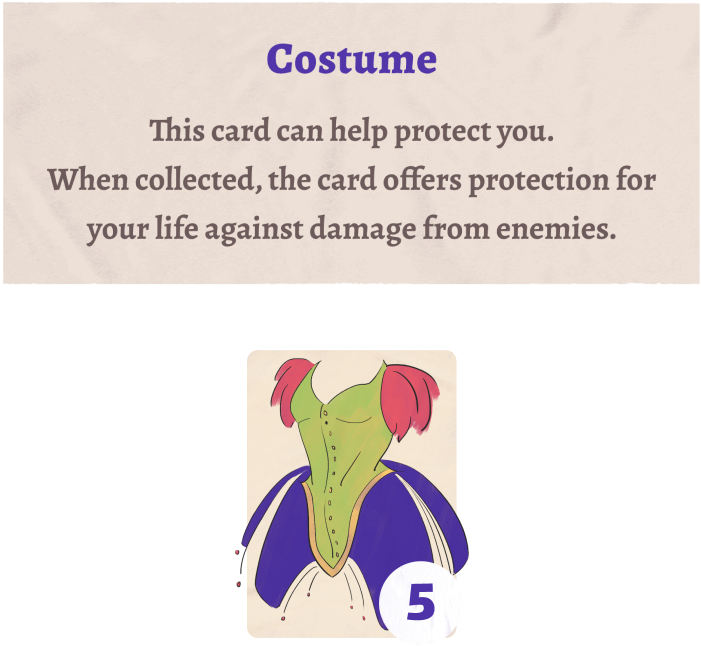 Costume
This card can help protect you.
When collected, the card offers protection for
your life against damage from enemies.
5